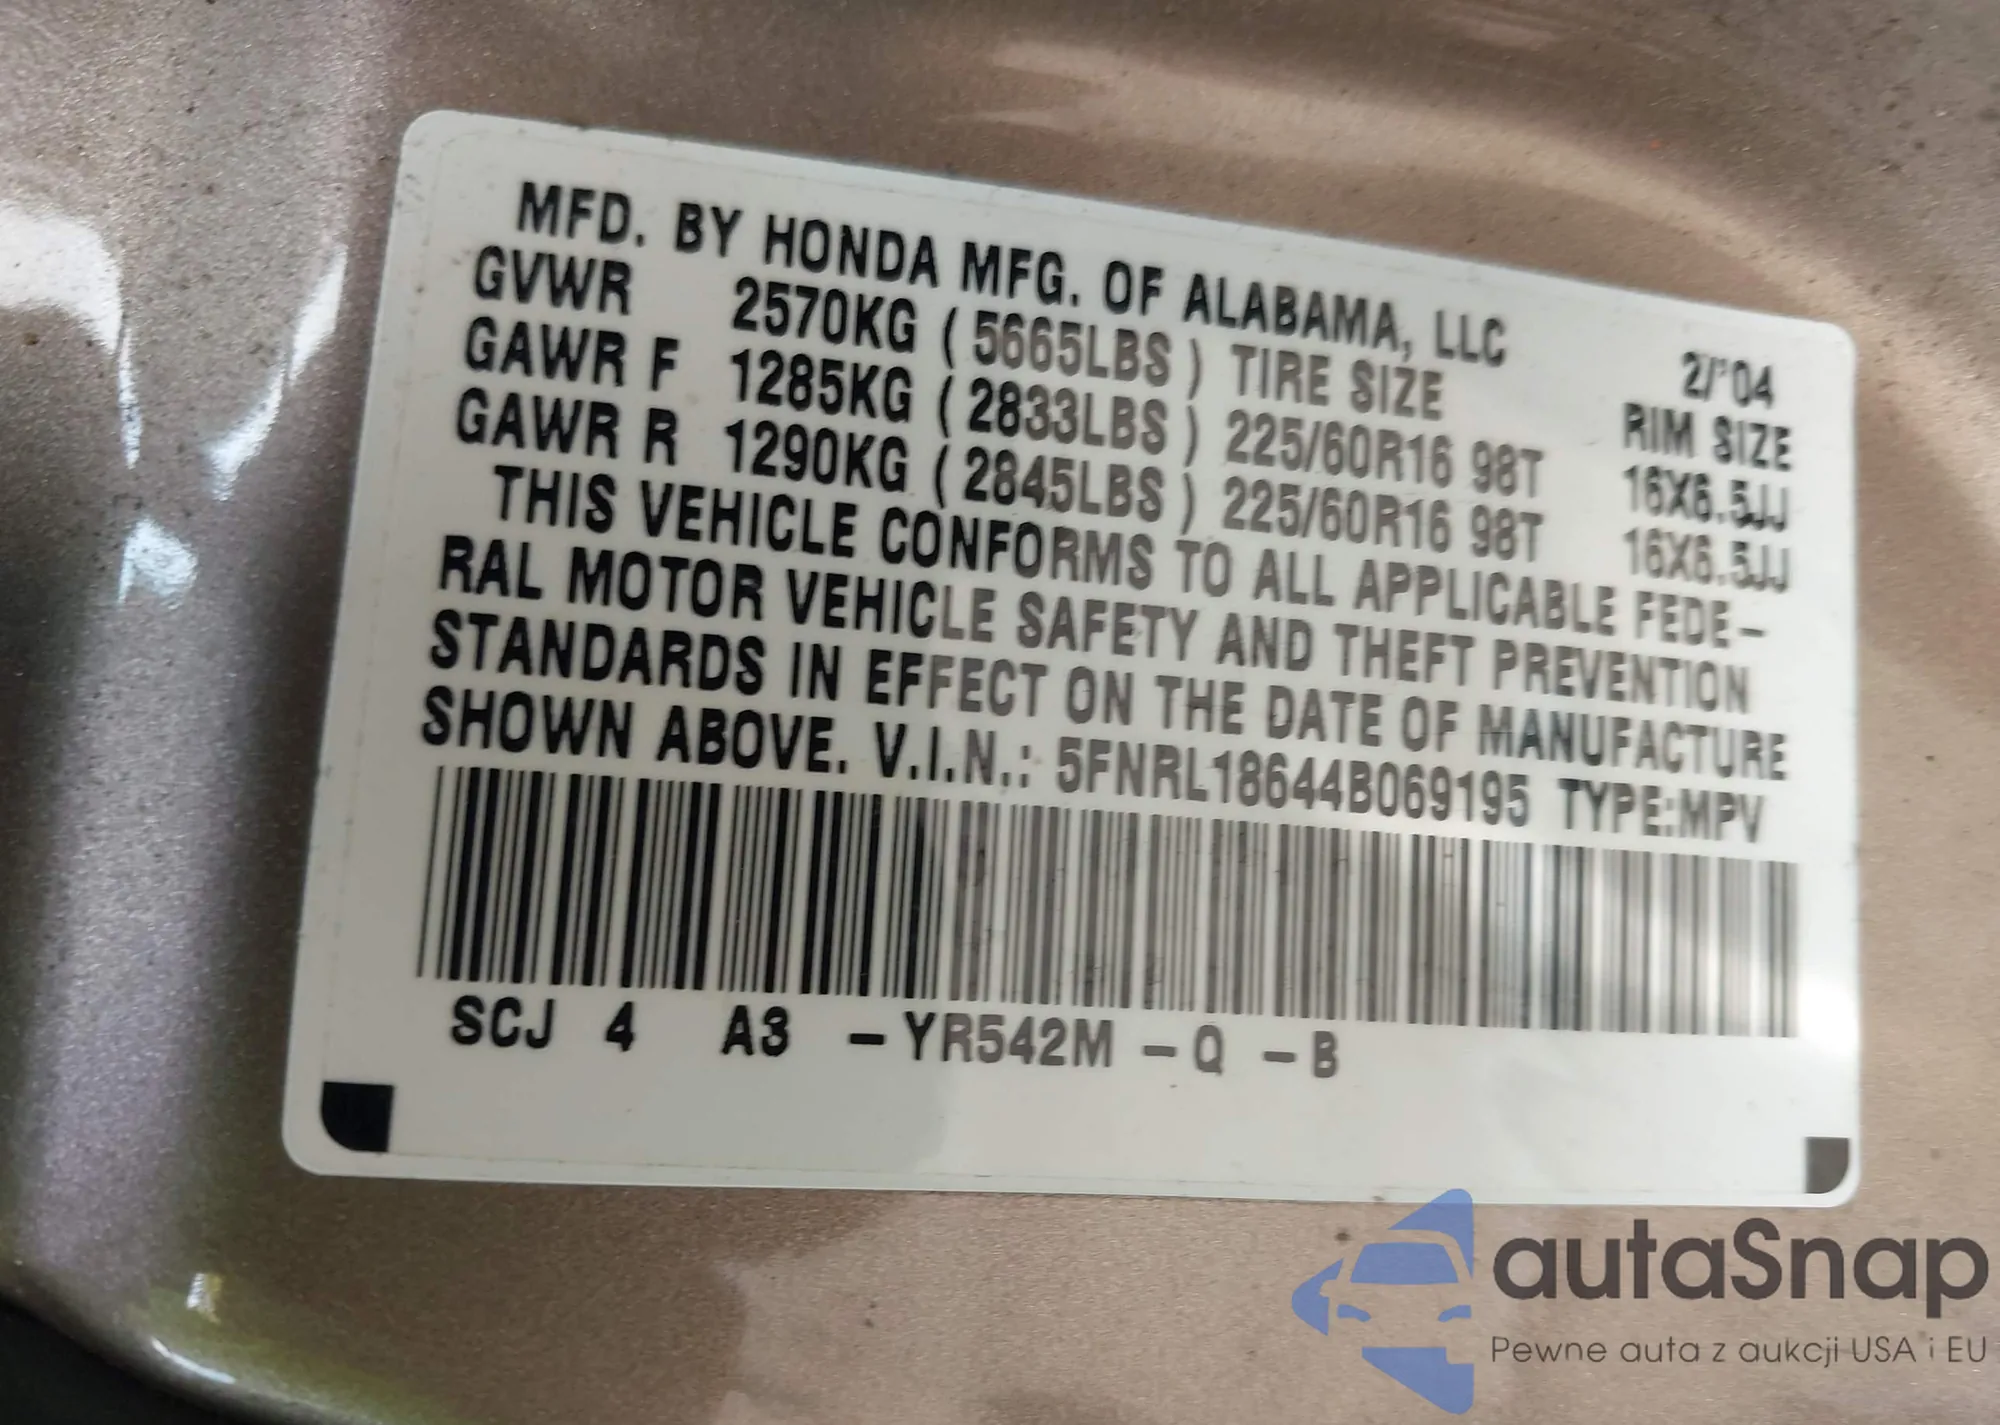 MFD. BY HONDA MFG. OF ALABAMA, LLC 2/'04
GVWR 2570KG ( 5665LBS ) TIRE SIZE RIM SIZE
GAWR F 1285KG ( 2833LBS ) 225/60R16 98T 16X6.5JJ
GAWR R 1290KG ( 2845LBS ) 225/60R16 98T 16X6.5JJ
THIS VEHICLE CONFORMS TO ALL APPLICABLE FEDE-
RAL MOTOR VEHICLE SAFETY AND THEFT PREVENTION
STANDARDS IN EFFECT ON THE DATE OF MANUFACTURE
SHOWN ABOVE. V.I.N.: 5FNRL18644B069195 TYPE:MPV
SCJ 4 A3 -YR542M -Q -B
autaSnap
Pewne auta z aukcji USA i EU